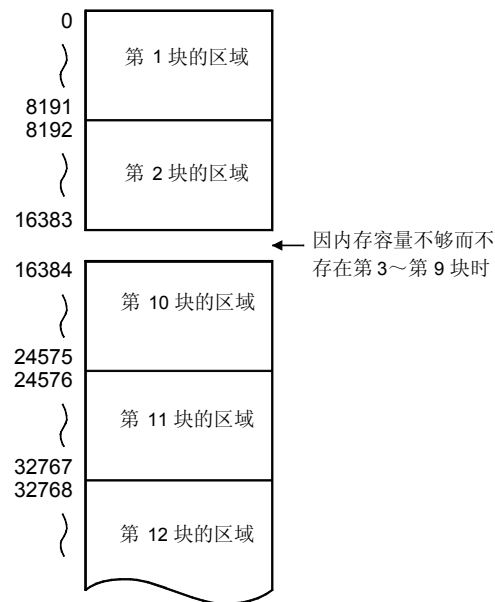 0
第 1 块的区域
8191
8192
第 2 块的区域
16383
因内存容量不够而不
存在第 3～第 9 块时
16384
第 10 块的区域
24575
24576
第 11 块的区域
32767
32768
第 12 块的区域